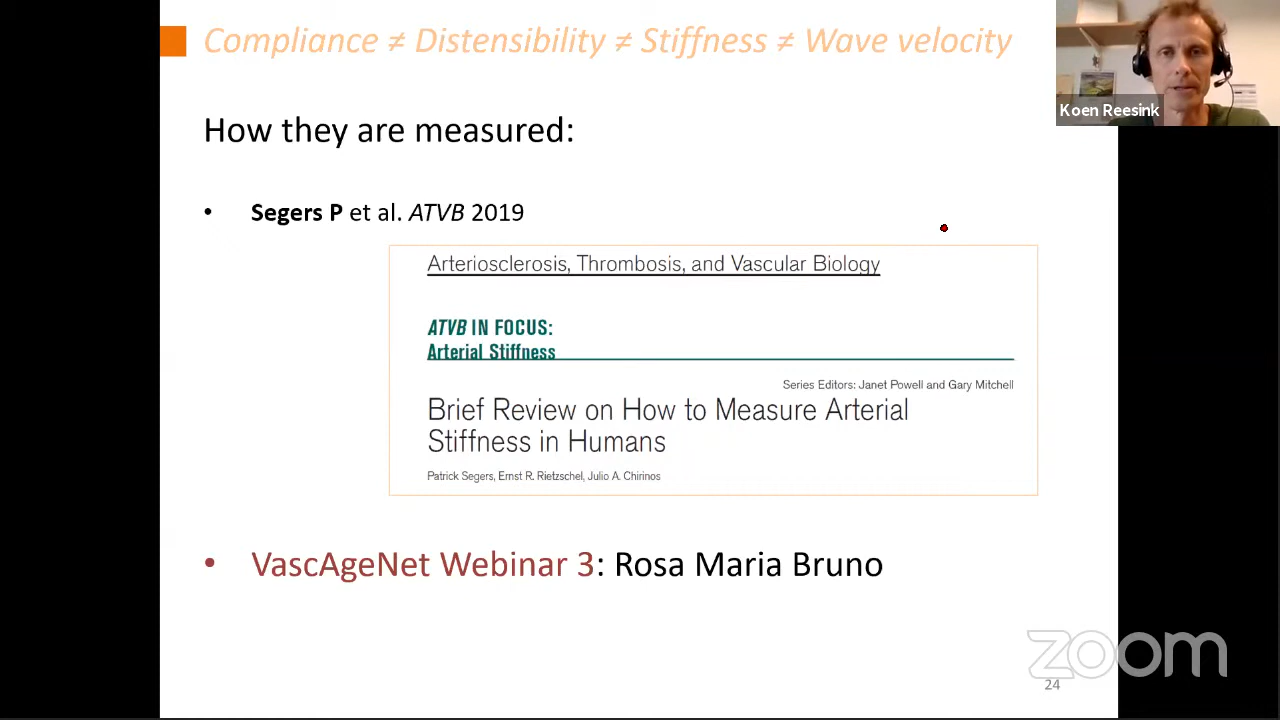 Compliance ≠ Distensibility ≠ Stiffness ≠ Wave velocity
Koen Reesink
How they are measured:
• Segers P et al. ATVB 2019
Arteriosclerosis, Thrombosis, and Vascular Biology
ATVB IN FOCUS:
Arterial Stiffness
Series Editors: Janet Powell and Gary Mitchell
Brief Review on How to Measure Arterial
Stiffness in Humans
Patrick Segers, Ernst R. Rietzschel, Julio A. Chirinos
• VascAgeNet Webinar 3: Rosa Maria Bruno
zoom
24